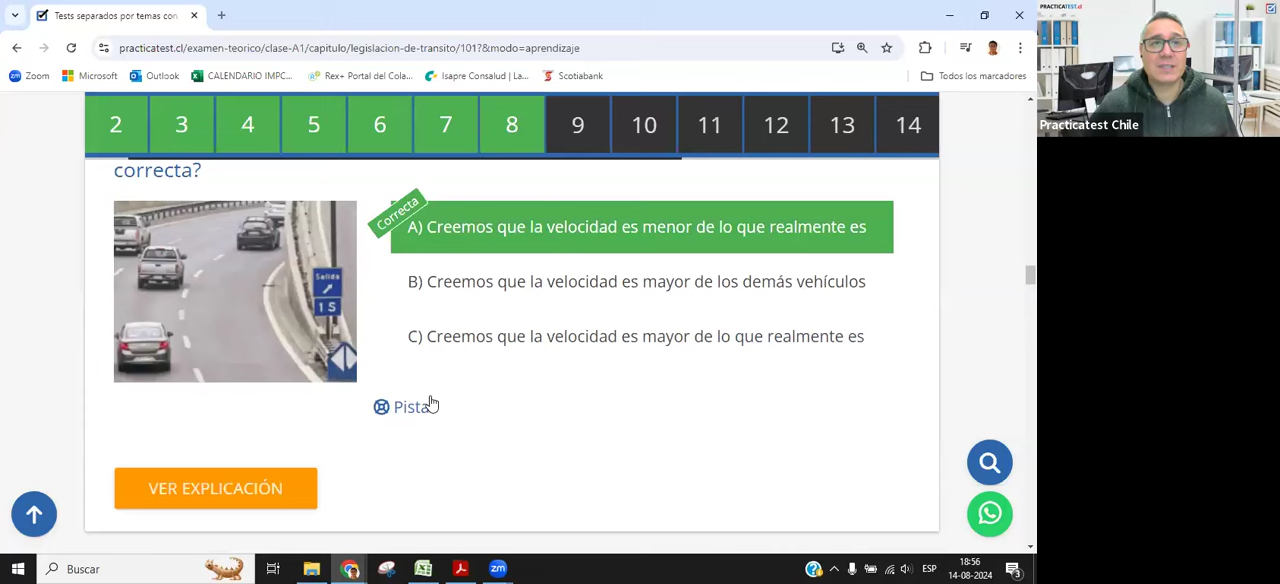 Tests separados por temas con
practicatest.cl/examen-teorico/clase-A1/capitulo/legislacion-de-transito/101?&modo=aprendizaje
Zoom
Microsoft
Outlook
CALENDARIO IMPC...
Rex+ Portal del Cola...
Isapre Consalud | La...
Scotiabank
Todos los marcadores
PRACTICATEST.cl
Practicatest Chile
2 3 4 5 6 7 8 9 10 11 12 13 14
correcta?
Correcta
A) Creemos que la velocidad es menor de lo que realmente es
B) Creemos que la velocidad es mayor de los demás vehículos
C) Creemos que la velocidad es mayor de lo que realmente es
Salida
1 S
Pista
VER EXPLICACIÓN
Buscar
ESP
18:56
14-08-2024
3